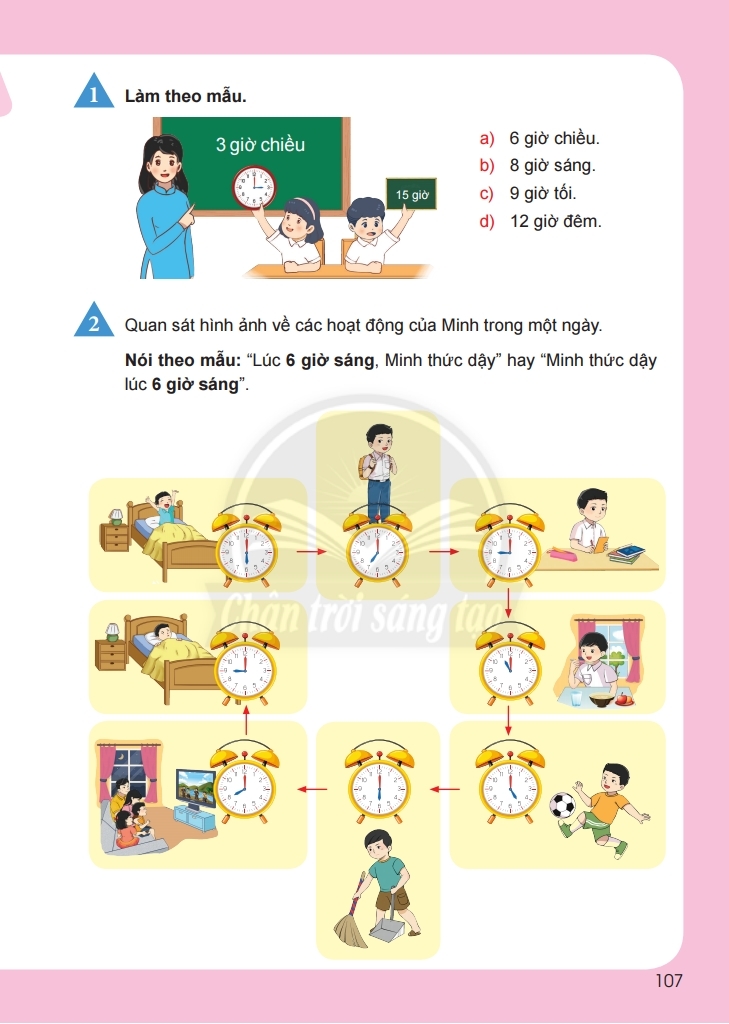 1 Làm theo mẫu.
3 giờ chiều
15 giờ
a) 6 giờ chiều.
b) 8 giờ sáng.
c) 9 giờ tối.
d) 12 giờ đêm.
2 Quan sát hình ảnh về các hoạt động của Minh trong một ngày.
Nói theo mẫu: “Lúc 6 giờ sáng, Minh thức dậy” hay “Minh thức dậy
lúc 6 giờ sáng”.
Chân trời sáng tạo
107